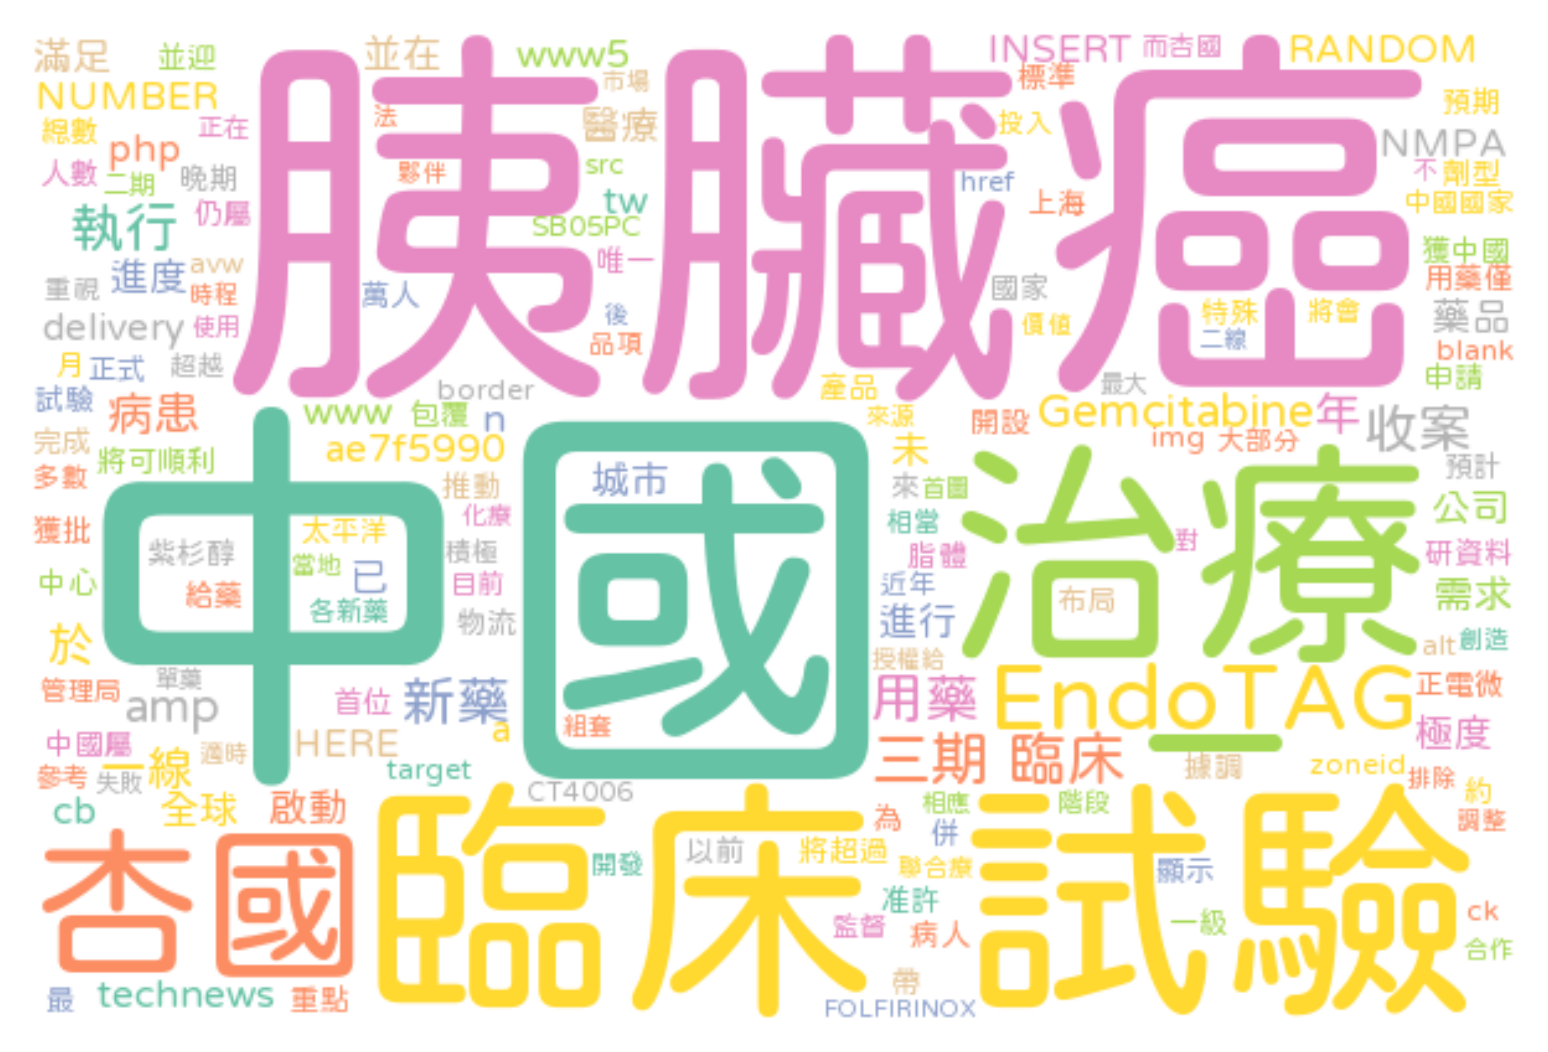 滿足 並迎 並在 www5 INSERT 而杏國 RANDOM
NUMBER 市場 標準 預期
總數 正在 法 醫療 投入 NMPA
php 胰臟癌
人數 二期 晚期 夥伴 src href 不 劑型
執行 仍屬 tw SB05PC 上海 中國國家
進度 avw 唯一 獲中國
重視 時程 萬人 國家 用藥僅
delivery 使用 後 品項 價值 特殊 二線 將會 藥品
月 正式 超越 border 產品 最大 blank
試驗 病患 www 包覆 n 來源 開設 Gemcitabine 年 收案 申請
完成 將可順利 ae7f5990 未 img 大部分
多數 推動 城市 來 首圖 預計
中國 治療
獲批 紫杉醇 太平洋 化療 積極 相當 對 公司
中心 給藥 當地 已 各新藥 目前 脂體 近年 布局 研資料 需求
於 物流 進行 授權給 alt 創造
管理局 單藥 amp 首位 新藥 a 組套 用藥 EndoTAG 正電微
中國屬 一線 適時 HERE 三期 臨床 _ 極度
參考 失敗 target CT4006 據調 zoneid 排除
cb 全球 啟動 為 相應 階段 約 調整
杏國 臨床 試驗
開發 以前 將超過 併 聯合療 顯示
准許 監督 病人 一級 ck 合作
最 technews 重點 帶 FOLFIRINOX